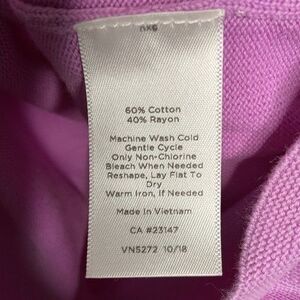 60% Cotton
40% Rayon
Machine Wash Cold
Gentle Cycle
Only Non-Chlorine
Bleach When Needed
Reshape, Lay Flat To
Dry
Warm Iron, If Needed
Made In Vietnam
CA #23147
VN5272 10/18